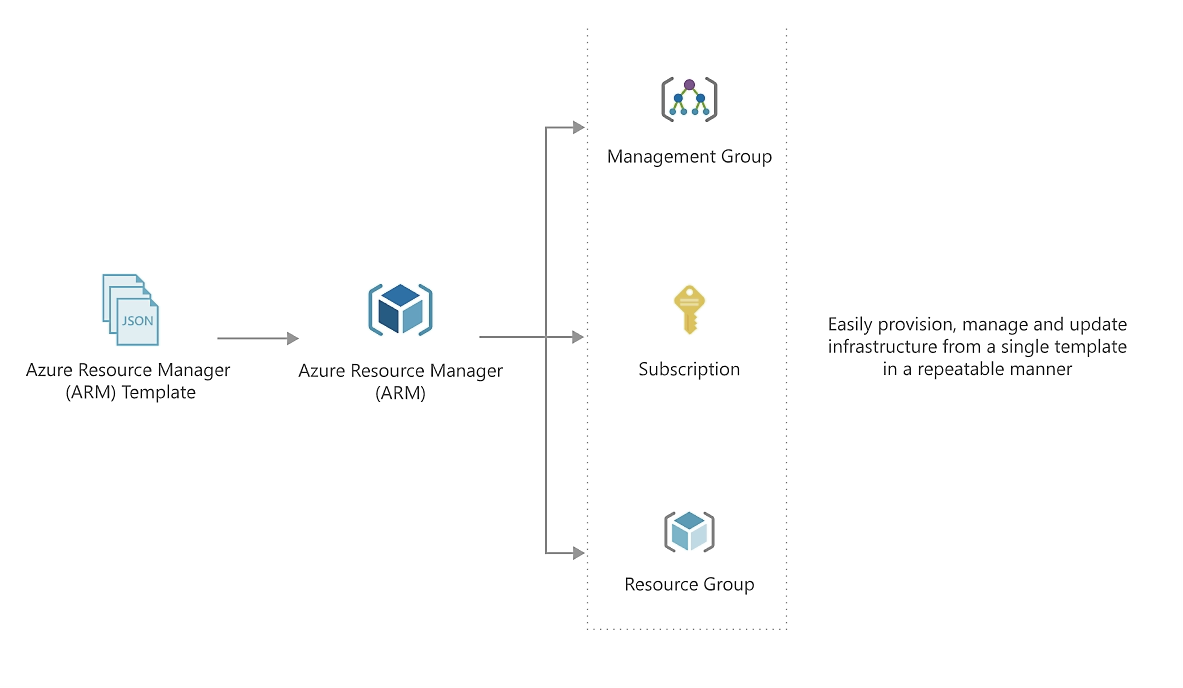 JSON
Azure Resource Manager
(ARM) Template
Azure Resource Manager
(ARM)
Management Group
Subscription
Resource Group
Easily provision, manage and update
infrastructure from a single template
in a repeatable manner